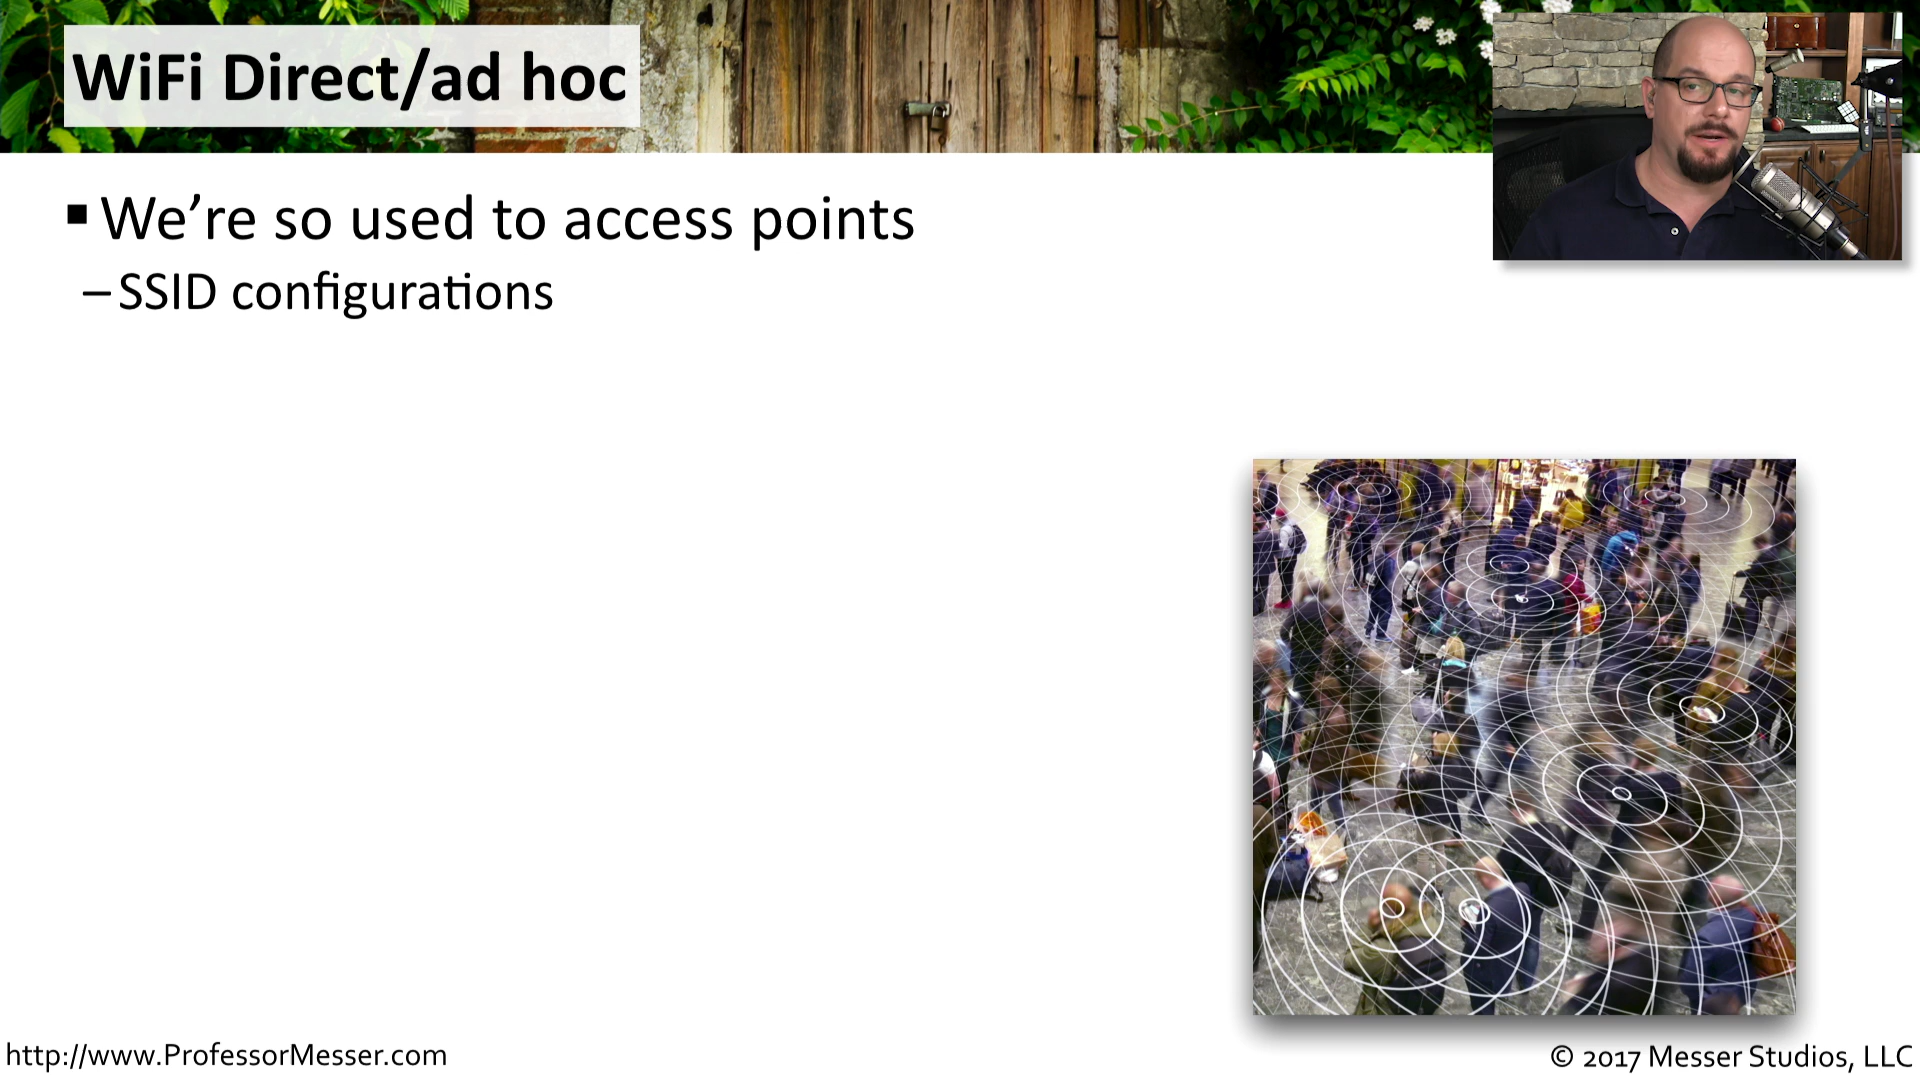 WiFi Direct/ad hoc
▪ We’re so used to access points
– SSID configurations
http://www.ProfessorMesser.com
© 2017 Messer Studios, LLC